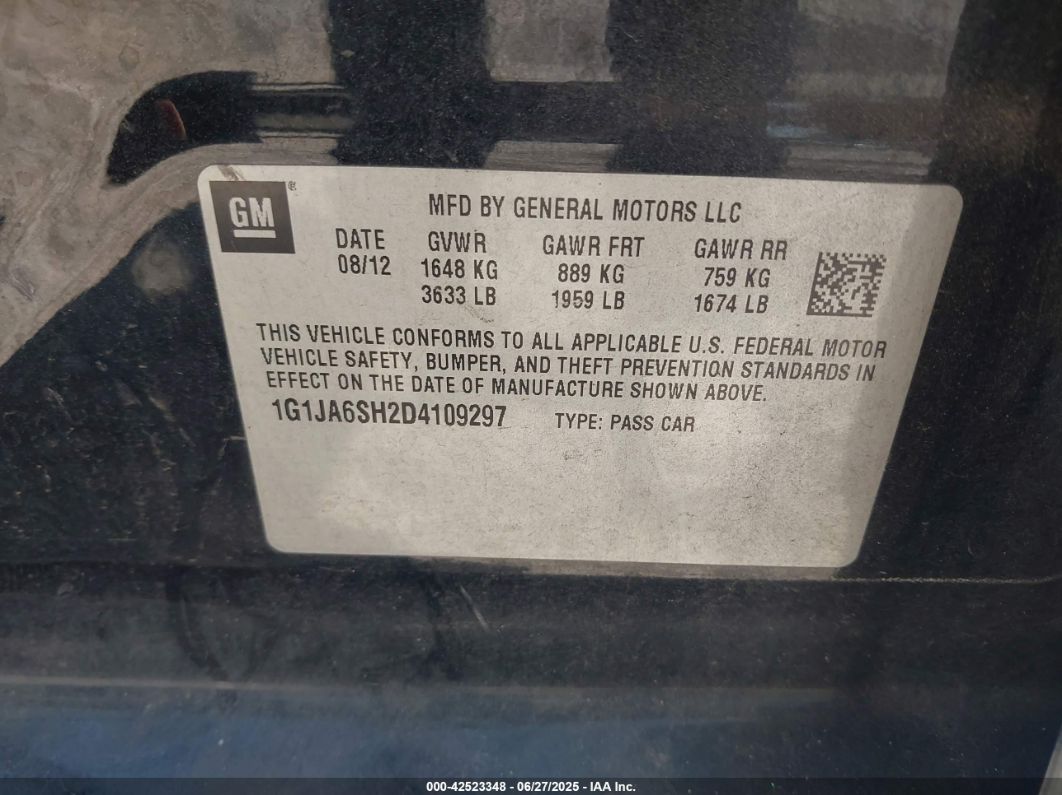 GM ®
MFD BY GENERAL MOTORS LLC
DATE GVWR GAWR FRT GAWR RR
08/12 1648 KG 889 KG 759 KG
3633 LB 1959 LB 1674 LB
THIS VEHICLE CONFORMS TO ALL APPLICABLE U.S. FEDERAL MOTOR
VEHICLE SAFETY, BUMPER, AND THEFT PREVENTION STANDARDS IN
EFFECT ON THE DATE OF MANUFACTURE SHOWN ABOVE.
1G1JA6SH2D4109297 TYPE: PASS CAR
000-42523348 - 06/27/2025 - IAA Inc.